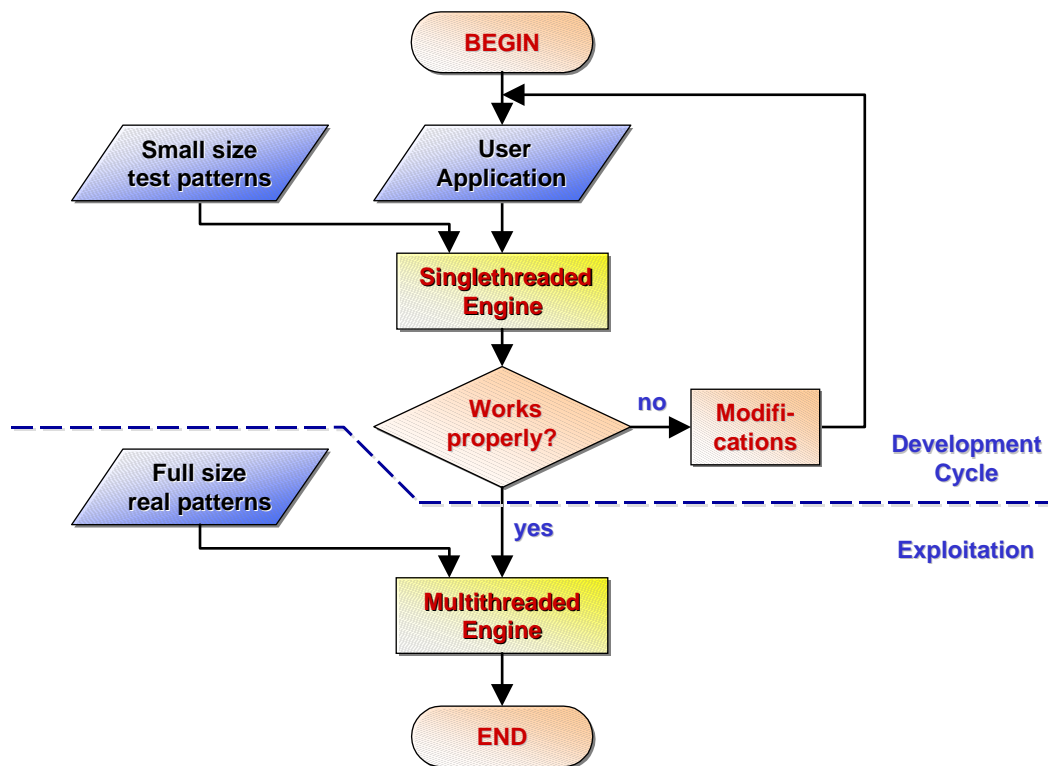 BEGIN
Small size
test patterns
User
Application
Singlethreaded
Engine
Works
properly?
no
Modifi-
cations
Development
Cycle
Full size
real patterns
yes
Exploitation
Multithreaded
Engine
END